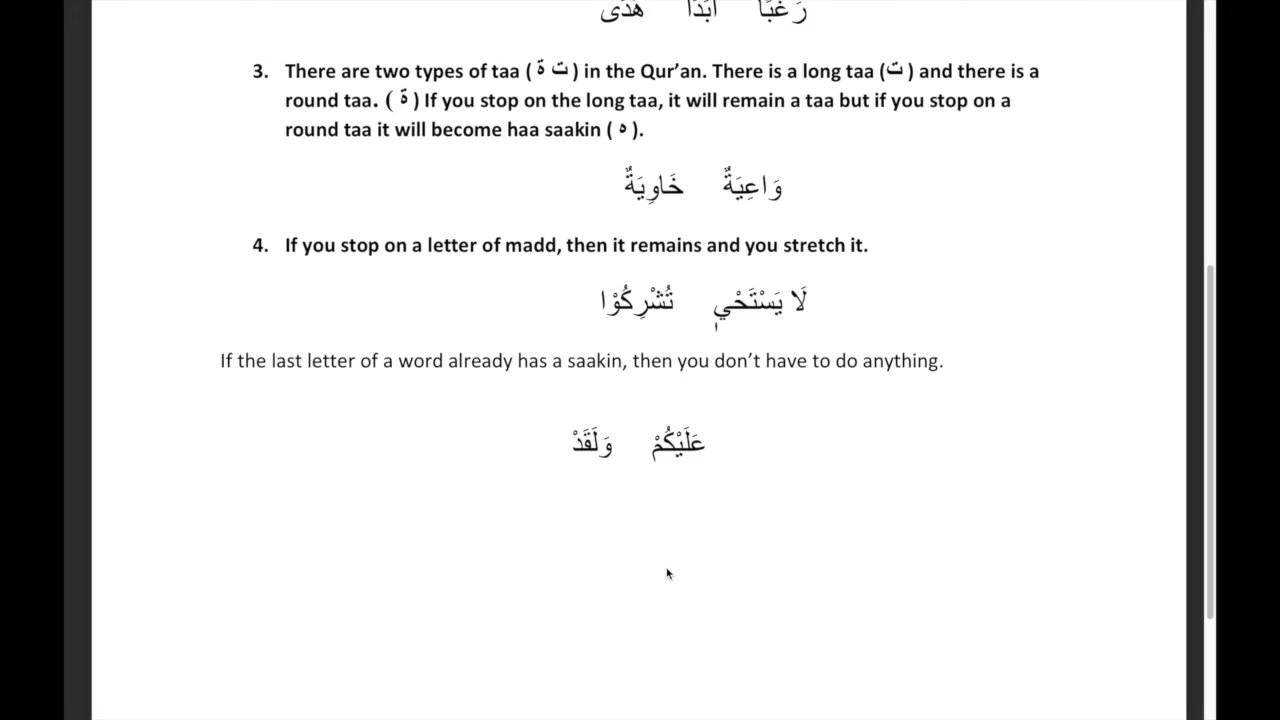 رَغَبًا أَبَدًا هُدًى
3. There are two types of taa ( ت ة ) in the Qur’an. There is a long taa (ت ) and there is a
round taa. ( ة ) If you stop on the long taa, it will remain a taa but if you stop on a
round taa it will become haa saakin ( ه ).
وَاعِيَةٌ خَاوِيَةٌ
4. If you stop on a letter of madd, then it remains and you stretch it.
لَا يَسْتَحْيٖ تُشْرِكُوْا
If the last letter of a word already has a saakin, then you don’t have to do anything.
عَلَيْكُمْ وَلَقَدْ